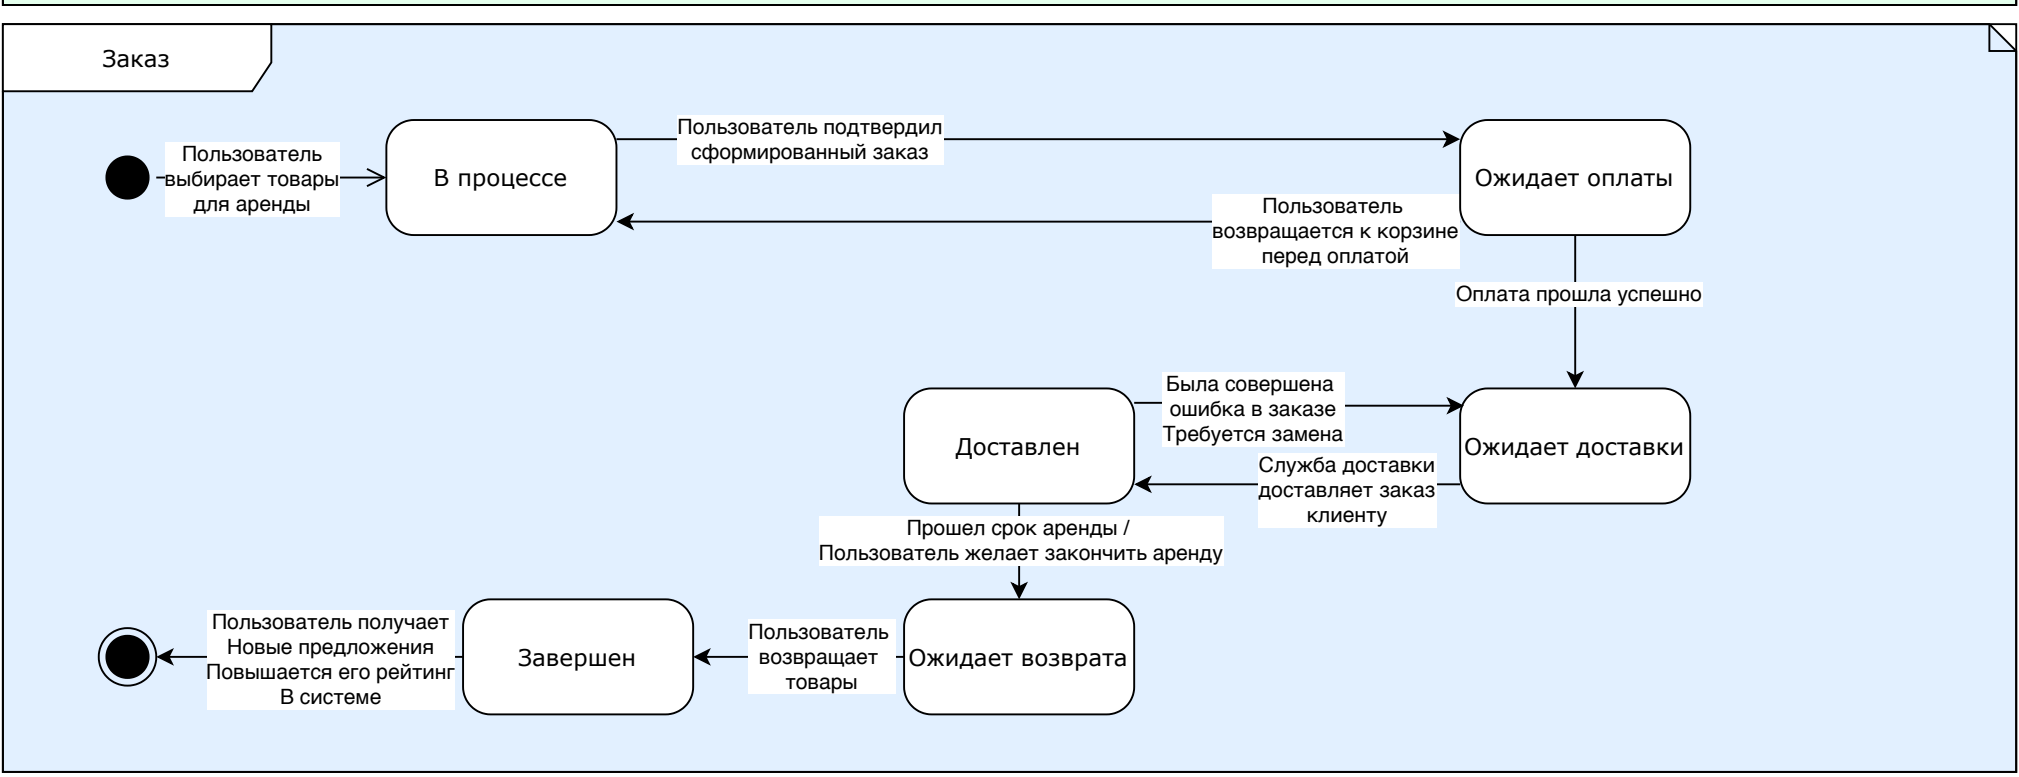 Заказ
Пользователь
выбирает товары
для аренды
В процессе
Пользователь подтвердил
сформированный заказ
Ожидает оплаты
Пользователь
возвращается к корзине
перед оплатой
Оплата прошла успешно
Доставлен
Была совершена
ошибка в заказе
Требуется замена
Ожидает доставки
Служба доставки
доставляет заказ
клиенту
Прошел срок аренды /
Пользователь желает закончить аренду
Пользователь получает
Новые предложения
Повышается его рейтинг
В системе
Завершен
Пользователь
возвращает
товары
Ожидает возврата